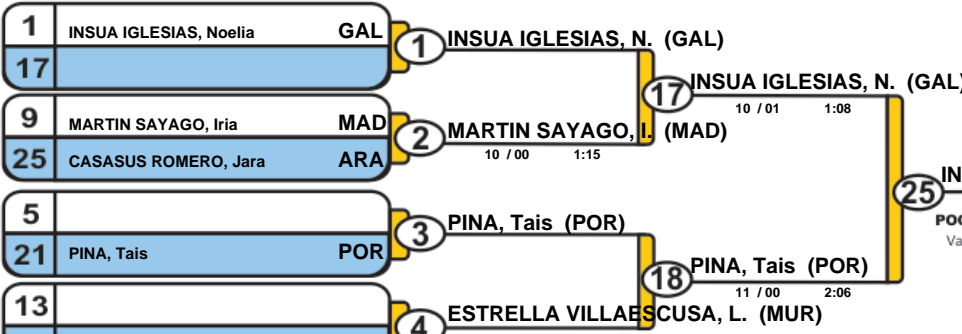 1 INSUA IGLESIAS, Noelia GAL
17
1 INSUA IGLESIAS, N. (GAL)
9 MARTIN SAYAGO, Iria MAD
25 CASASUS ROMERO, Jara ARA
2 MARTIN SAYAGO, I. (MAD)
10 / 00 1:15
17 INSUA IGLESIAS, N. (GAL)
10 / 01 1:08
5
21 PINA, Tais POR
3 PINA, Tais (POR)
13
4 ESTRELLA VILLAESCUSA, L. (MUR)
18 PINA, Tais (POR)
11 / 00 2:06
25 IN
POO
Va